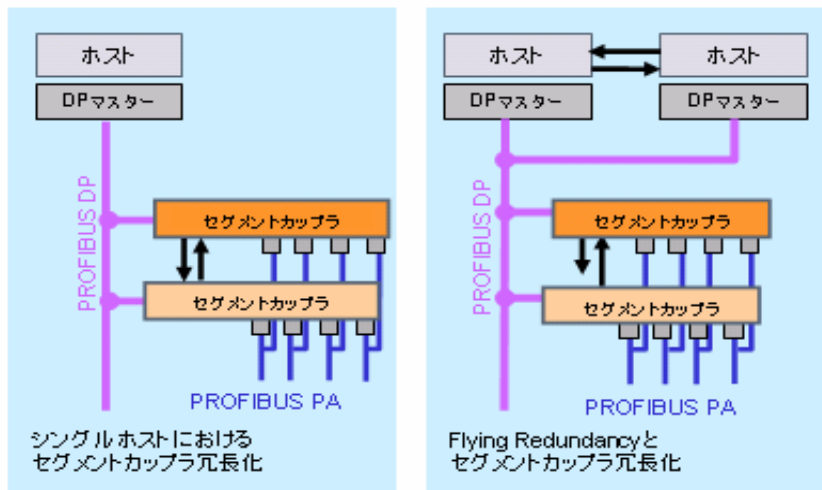 ホスト
DPマスター
PROFIBUS DP
セグメントカップラ
セグメントカップラ
PROFIBUS PA
シングルホストにおける
セグメントカップラ冗長化
ホスト
ホスト
DPマスター
DPマスター
PROFIBUS DP
セグメントカップラ
セグメントカップラ
PROFIBUS PA
Flying Redundancyと
セグメントカップラ冗長化